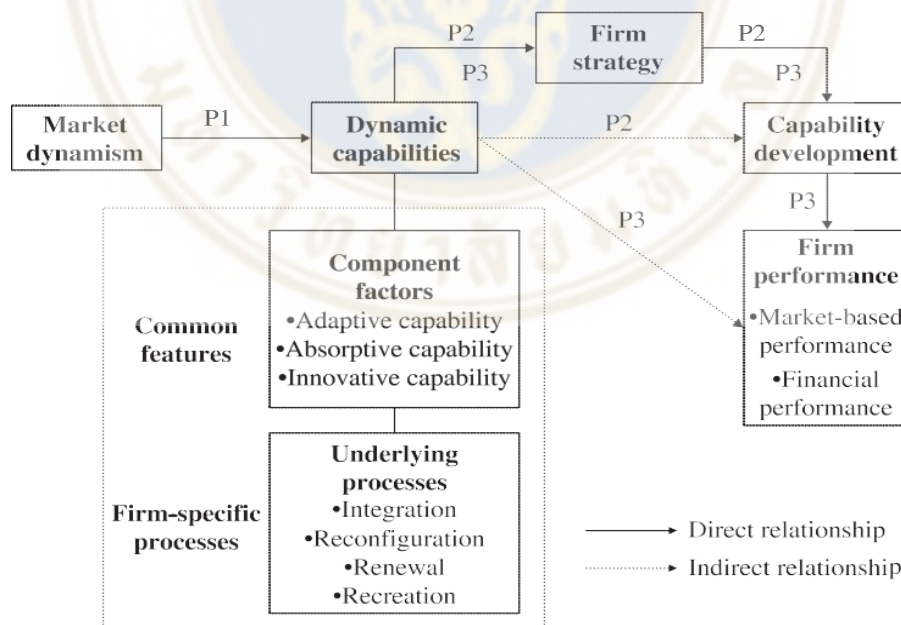 P2
Firm
strategy
P2
P3
P3
Market
dynamism
P1
Dynamic
capabilities
P2
Capability
development
P3
P3
Component
factors
•Adaptive capability
•Absorptive capability
•Innovative capability
Common
features
Firm
performance
•Market-based
performance
•Financial
performance
Underlying
processes
•Integration
•Reconfiguration
•Renewal
•Recreation
Firm-specific
processes
Direct relationship
Indirect relationship